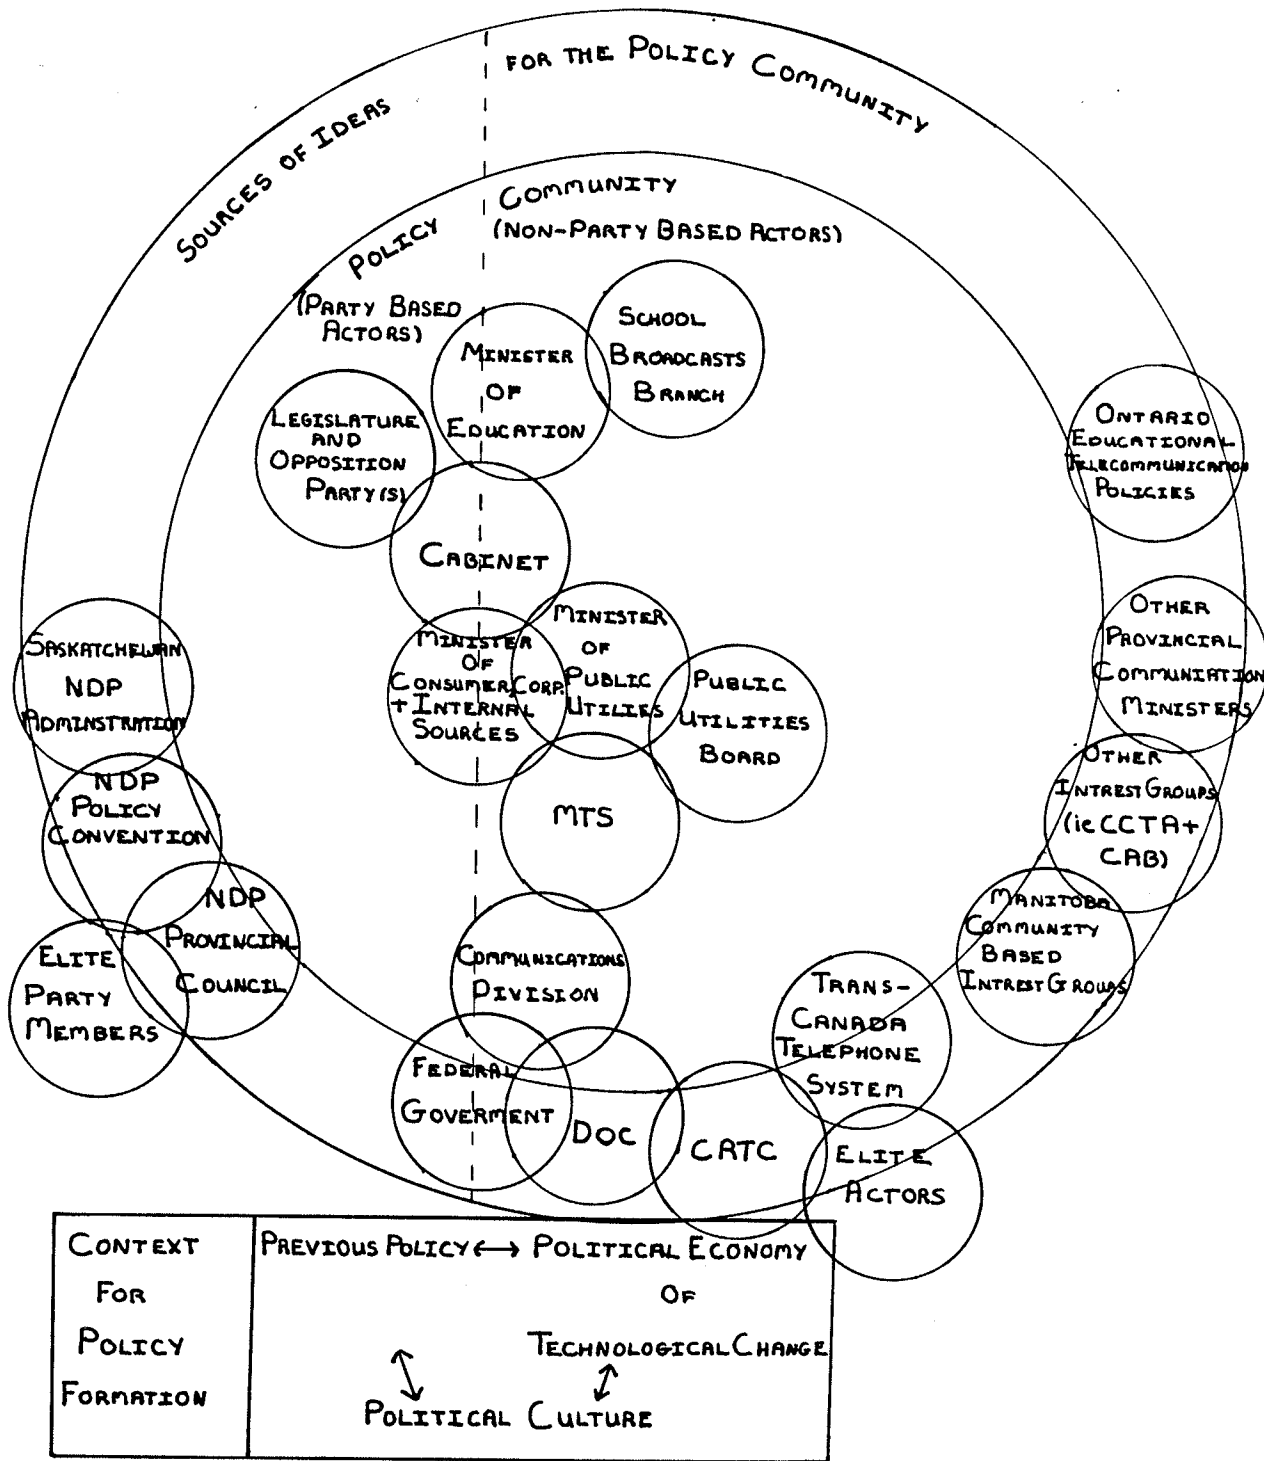 SOURCES OF IDEAS
FOR THE POLICY COMMUNITY
POLICY
COMMUNITY
(PARTY BASED
ACTORS)
(NON-PARTY BASED ACTORS)
MINISTER
OF
EDUCATION
SCHOOL
BROADCASTS
BRANCH
LEGISLATURE
AND
OPPOSITION
PARTY(S)
CABINET
ONTARIO
EDUCATIONAL
TELECOMMUNICATION
POLICIES
MINISTER
OF
CONSUMER, CORP.
+ INTERNAL
SOURCES
MINISTER
OF
PUBLIC
UTILIES
PUBLIC
UTILITIES
BOARD
OTHER
PROVINCIAL
COMMUNICATION
MINISTERS
SASKATCHEWAN
NDP
ADMINSTRATION
NDP
POLICY
CONVENTION
MTS
OTHER
INTREST GROUPS
(ie CCTA +
CAB)
NDP
PROVINCIAL
COUNCIL
ELITE
PARTY
MEMBERS
COMMUNICATIONS
DIVISION
MANITOBA
COMMUNITY
BASED
INTREST GROUPS
TRANS-
CANADA
TELEPHONE
SYSTEM
FEDERAL
GOVERMENT
DOC
CRTC
ELITE
ACTORS
CONTEXT
FOR
POLICY
FORMATION
PREVIOUS POLICY ↔ POLITICAL ECONOMY
OF
TECHNOLOGICAL CHANGE
POLITICAL CULTURE